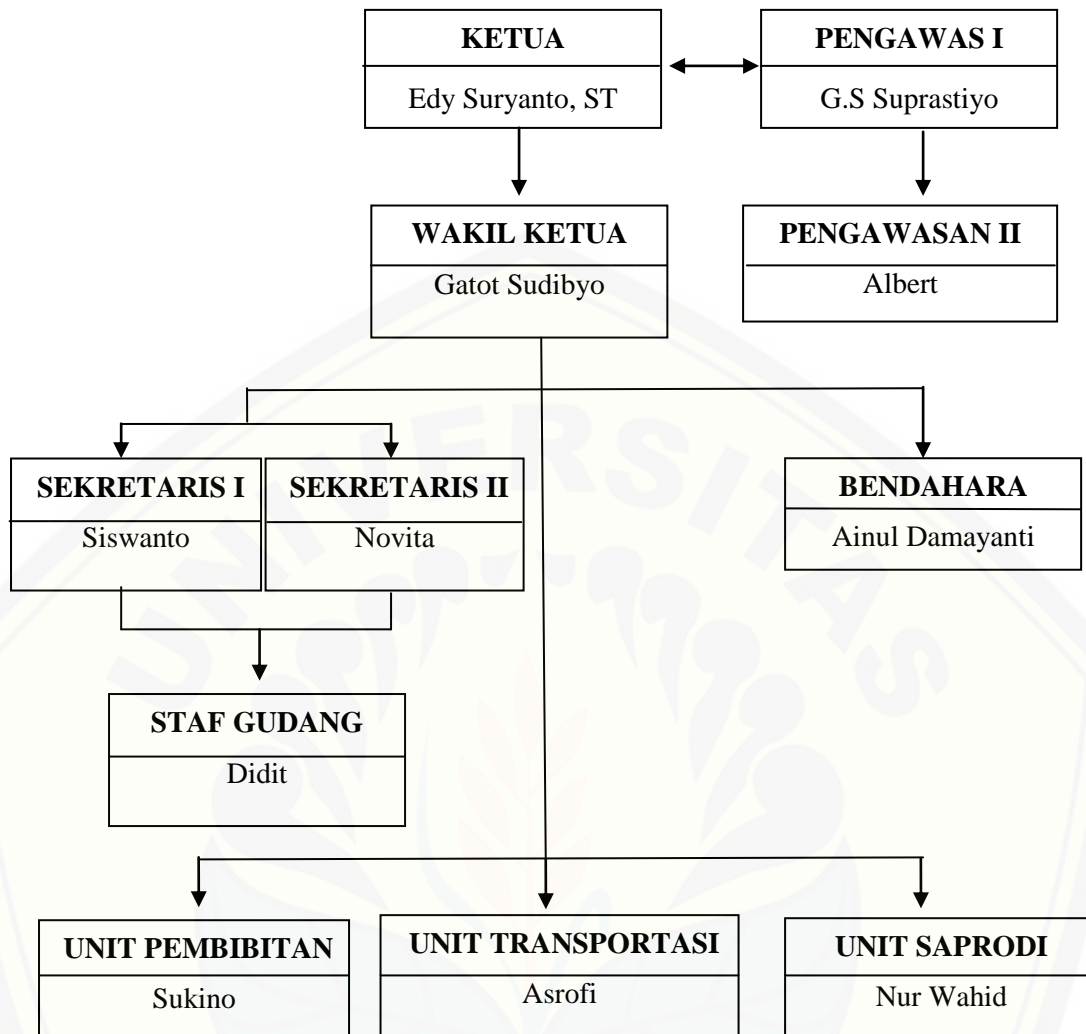 KETUA
Edy Suryanto, ST
PENGAWAS I
G.S Suprastiyo
WAKIL KETUA
Gatot Sudibyo
PENGAWASAN II
Albert
SEKRETARIS I
Siswanto
SEKRETARIS II
Novita
BENDAHARA
Ainul Damayanti
STAF GUDANG
Didit
UNIT PEMBIBITAN
Sukino
UNIT TRANSPORTASI
Asrofi
UNIT SAPRODI
Nur Wahid
UNIVERSITAS